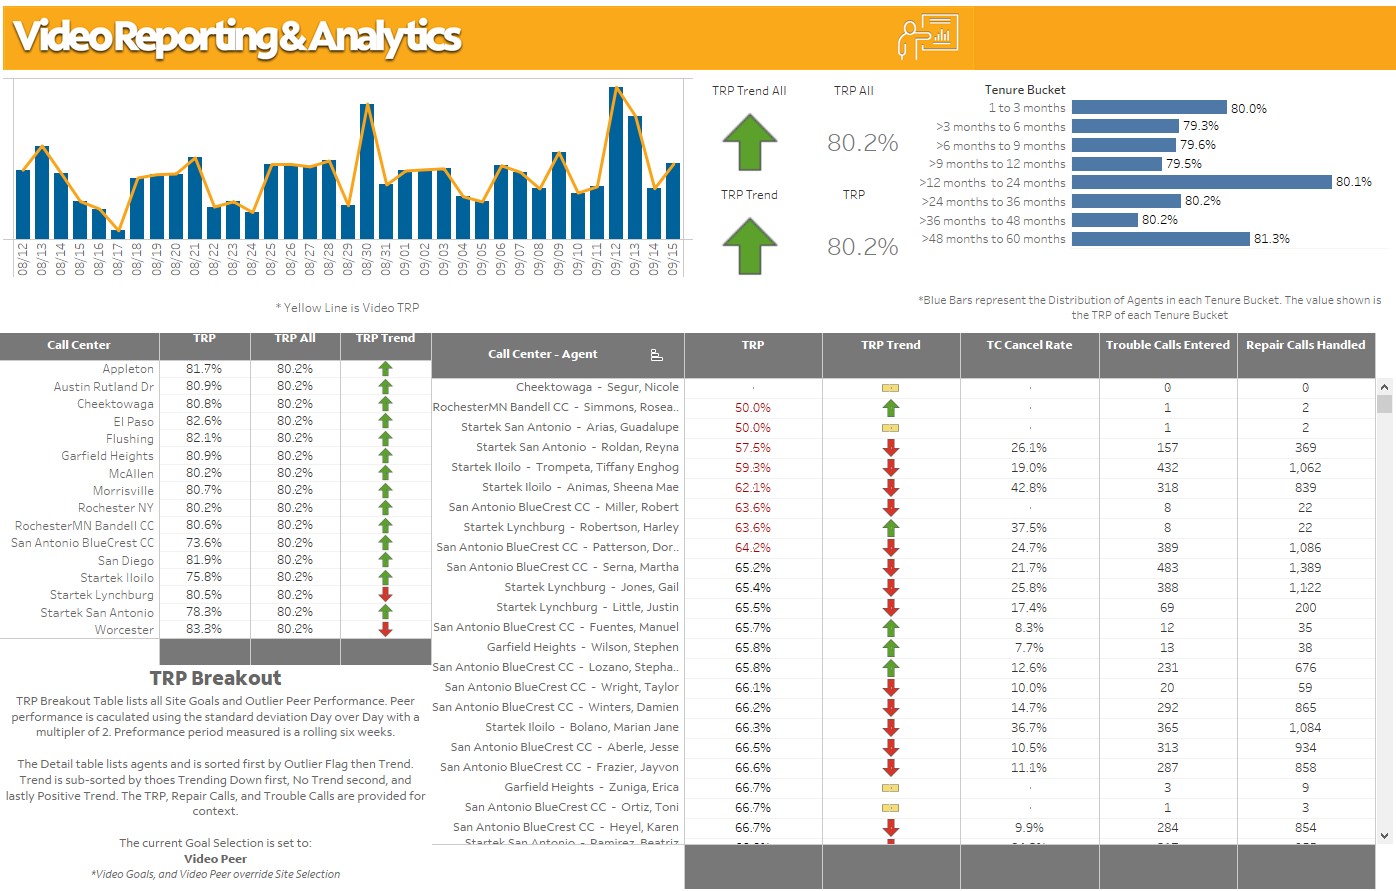 Video Reporting & Analytics
08/12 08/13 08/14 08/15 08/16 08/17 08/18 08/19 08/20 08/21 08/22 08/23 08/24 08/25 08/26 08/27 08/28 08/29 08/30 08/31 09/01 09/02 09/03 09/04 09/05 09/06 09/07 09/08 09/09 09/10 09/11 09/12 09/13 09/14 09/15
* Yellow Line is Video TRP
TRP Trend All TRP All
80.2%
TRP Trend TRP
80.2%
Tenure Bucket
1 to 3 months 80.0%
>3 months to 6 months 79.3%
>6 months to 9 months 79.6%
>9 months to 12 months 79.5%
>12 months to 24 months 80.1%
>24 months to 36 months 80.2%
>36 months to 48 months 80.2%
>48 months to 60 months 81.3%
*Blue Bars represent the Distribution of Agents in each Tenure Bucket. The value shown is
the TRP of each Tenure Bucket
Call Center TRP TRP All TRP Trend
Appleton 81.7% 80.2%
Austin Rutland Dr 80.9% 80.2%
Cheektowaga 80.8% 80.2%
El Paso 82.6% 80.2%
Flushing 82.1% 80.2%
Garfield Heights 80.9% 80.2%
McAllen 80.2% 80.2%
Morrisville 80.7% 80.2%
Rochester NY 80.2% 80.2%
RochesterMN Bandell CC 80.6% 80.2%
San Antonio BlueCrest CC 73.6% 80.2%
San Diego 81.9% 80.2%
Startek Iloilo 75.8% 80.2%
Startek Lynchburg 80.5% 80.2%
Startek San Antonio 78.3% 80.2%
Worcester 83.3% 80.2%
TRP Breakout
TRP Breakout Table lists all Site Goals and Outlier Peer Performance. Peer
performance is caculated using the standard deviation Day over Day with a
multipler of 2. Preformance period measured is a rolling six weeks.
The Detail table lists agents and is sorted first by Outlier Flag then Trend.
Trend is sub-sorted by thoes Trending Down first, No Trend second, and
lastly Positive Trend. The TRP, Repair Calls, and Trouble Calls are provided for
context.
The current Goal Selection is set to:
Video Peer
*Video Goals, and Video Peer override Site Selection
Call Center - Agent TRP TRP Trend TC Cancel Rate Trouble Calls Entered Repair Calls Handled
Cheektowaga - Segur, Nicole . . 0 0
RochesterMN Bandell CC - Simmons, Rosea.. 50.0% . 1 2
Startek San Antonio - Arias, Guadalupe 50.0% . 1 2
Startek San Antonio - Roldan, Reyna 57.5% 26.1% 157 369
Startek Iloilo - Trompeta, Tiffany Enghog 59.3% 19.0% 432 1,062
Startek Iloilo - Animas, Sheena Mae 62.1% 42.8% 318 839
San Antonio BlueCrest CC - Miller, Robert 63.6% . 8 22
Startek Lynchburg - Robertson, Harley 63.6% 37.5% 8 22
San Antonio BlueCrest CC - Patterson, Dor.. 64.2% 24.7% 389 1,086
San Antonio BlueCrest CC - Serna, Martha 65.2% 21.7% 483 1,389
Startek Lynchburg - Jones, Gail 65.4% 25.8% 388 1,122
Startek Lynchburg - Little, Justin 65.5% 17.4% 69 200
San Antonio BlueCrest CC - Fuentes, Manuel 65.7% 8.3% 12 35
Garfield Heights - Wilson, Stephen 65.8% 7.7% 13 38
San Antonio BlueCrest CC - Lozano, Stepha.. 65.8% 12.6% 231 676
San Antonio BlueCrest CC - Wright, Taylor 66.1% 10.0% 20 59
San Antonio BlueCrest CC - Winters, Damien 66.2% 14.7% 292 865
Startek Iloilo - Bolano, Marian Jane 66.3% 36.7% 365 1,084
San Antonio BlueCrest CC - Aberle, Jesse 66.5% 10.5% 313 934
San Antonio BlueCrest CC - Frazier, Jayvon 66.6% 11.1% 287 858
Garfield Heights - Zuniga, Erica 66.7% . 3 9
San Antonio BlueCrest CC - Ortiz, Toni 66.7% . 1 3
San Antonio BlueCrest CC - Heyel, Karen 66.7% 9.9% 284 854
Startek San Antonio - Ramirez, Beatriz